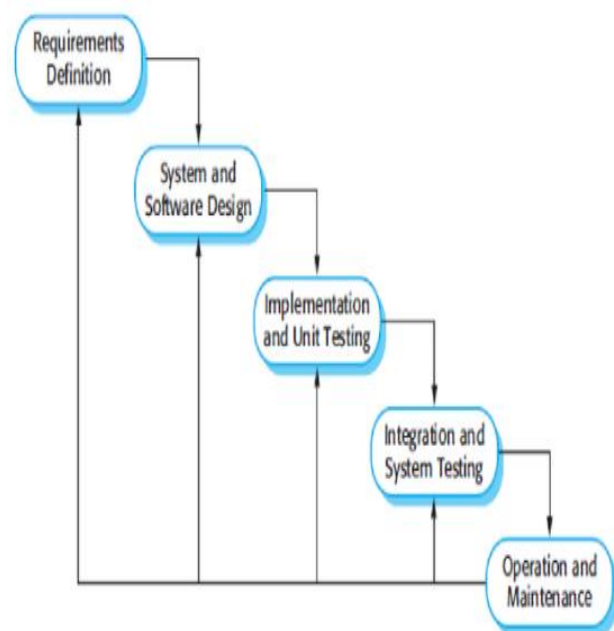 Requirements
Definition
System and
Software Design
Implementation
and Unit Testing
Integration and
System Testing
Operation and
Maintenance